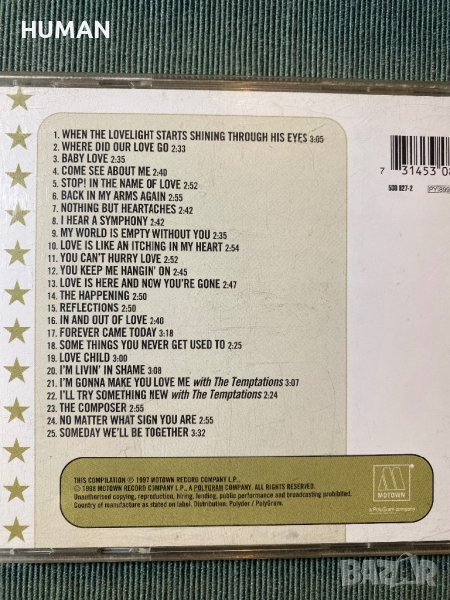 HUMAN
1. WHEN THE LOVELIGHT STARTS SHINING THROUGH HIS EYES 3:05
2. WHERE DID OUR LOVE GO 2:33
3. BABY LOVE 2:35
4. COME SEE ABOUT ME 2:40
5. STOP! IN THE NAME OF LOVE 2:52
6. BACK IN MY ARMS AGAIN 2:55
7. NOTHING BUT HEARTACHES 2:42
8. I HEAR A SYMPHONY 2:42
9. MY WORLD IS EMPTY WITHOUT YOU 2:35
10. LOVE IS LIKE AN ITCHING IN MY HEART 2:54
11. YOU CAN'T HURRY LOVE 2:52
12. YOU KEEP ME HANGIN' ON 2:45
13. LOVE IS HERE AND NOW YOU'RE GONE 2:47
14. THE HAPPENING 2:50
15. REFLECTIONS 2:50
16. IN AND OUT OF LOVE 2:40
17. FOREVER CAME TODAY 3:18
18. SOME THINGS YOU NEVER GET USED TO 2:25
19. LOVE CHILD 3:00
20. I'M LIVIN' IN SHAME 3:08
21. I'M GONNA MAKE YOU LOVE ME with The Temptations 3:07
22. I'LL TRY SOMETHING NEW with The Temptations 2:24
23. THE COMPOSER 2:55
24. NO MATTER WHAT SIGN YOU ARE 2:55
25. SOMEDAY WE'LL BE TOGETHER 3:32
7 31453 08
530 827-2
THIS COMPILATION ℗ 1997 MOTOWN RECORD COMPANY L.P.
© 1998 MOTOWN RECORD COMPANY L.P., A POLYGRAM COMPANY. ALL RIGHTS RESERVED.
Unauthorised copying, reproduction, hiring, lending, public performance and broadcasting prohibited.
Country of manufacture as stated on label. Distribution: Polydor / PolyGram.
M
MOTOWN
a PolyGram company
BAZAR